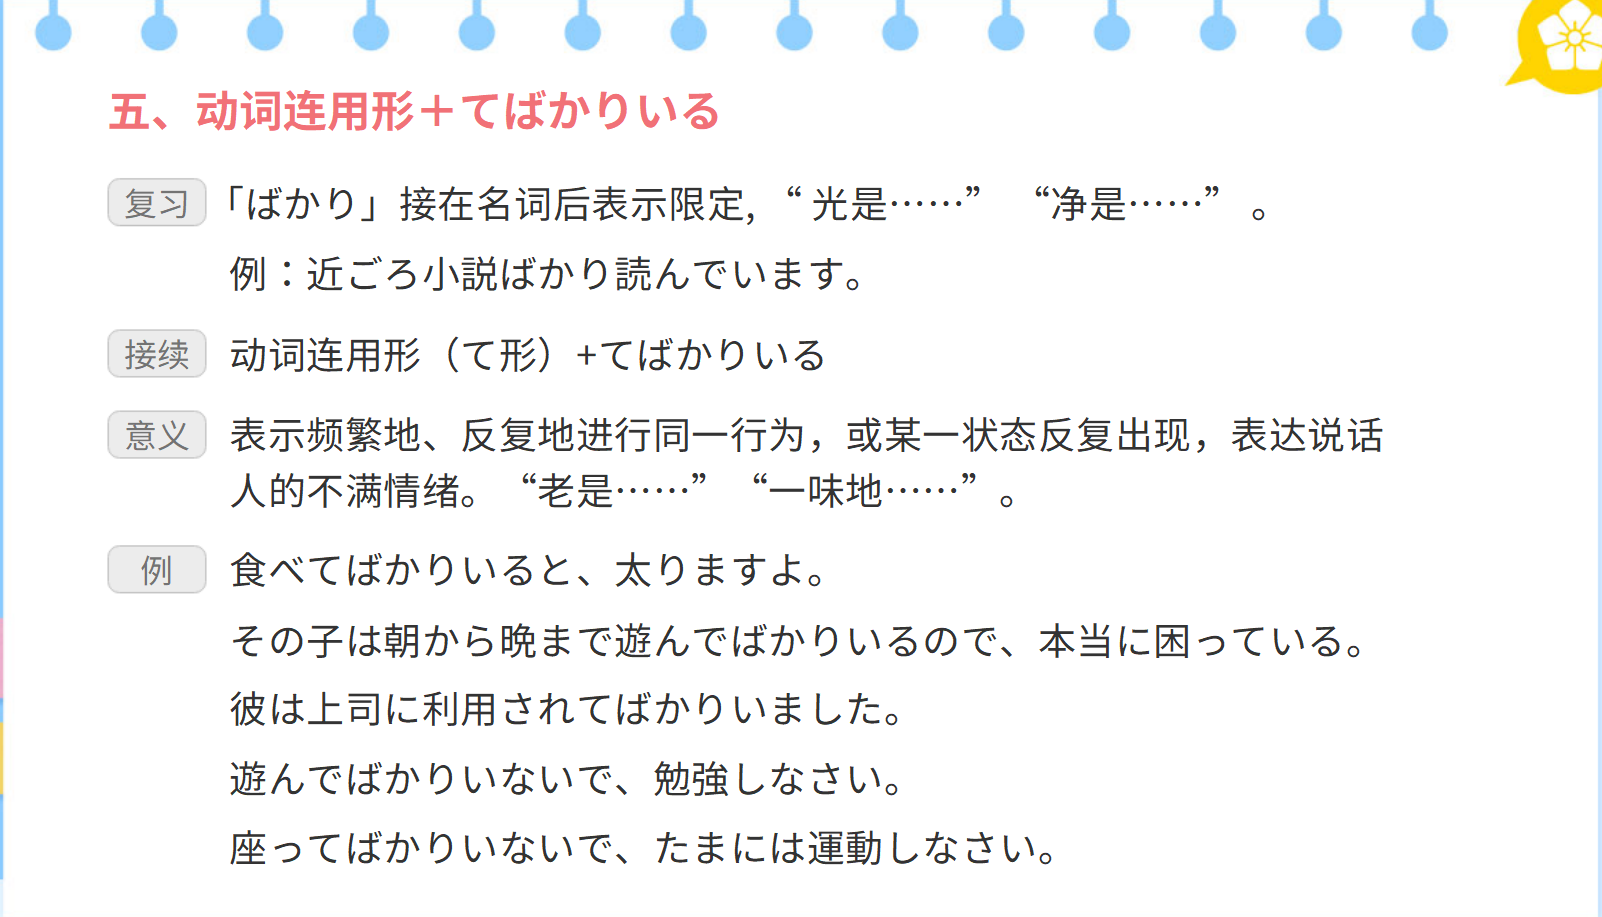 五、动词连用形＋てばかりいる
复习 「ばかり」接在名词后表示限定, “ 光是……” “净是……” 。
例：近ごろ小説ばかり読んでいます。
接续 动词连用形（て形）+てばかりいる
意义 表示频繁地、反复地进行同一行为，或某一状态反复出现，表达说话
人的不满情绪。 “老是……” “一味地……” 。
例 食べてばかりいると、太りますよ。
その子は朝から晩まで遊んでばかりいるので、本当に困っている。
彼は上司に利用されてばかりいました。
遊んでばかりいないで、勉強しなさい。
座ってばかりいないで、たまには運動しなさい。